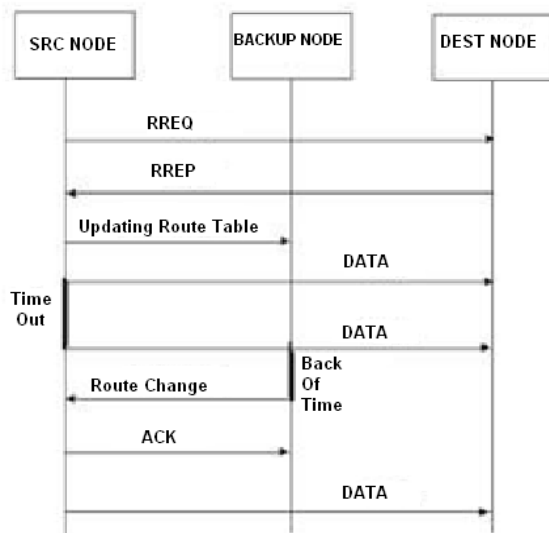 SRC NODE
BACKUP NODE
DEST NODE
RREQ
RREP
Updating Route Table
DATA
Time
Out
DATA
Back
Of
Time
Route Change
ACK
DATA